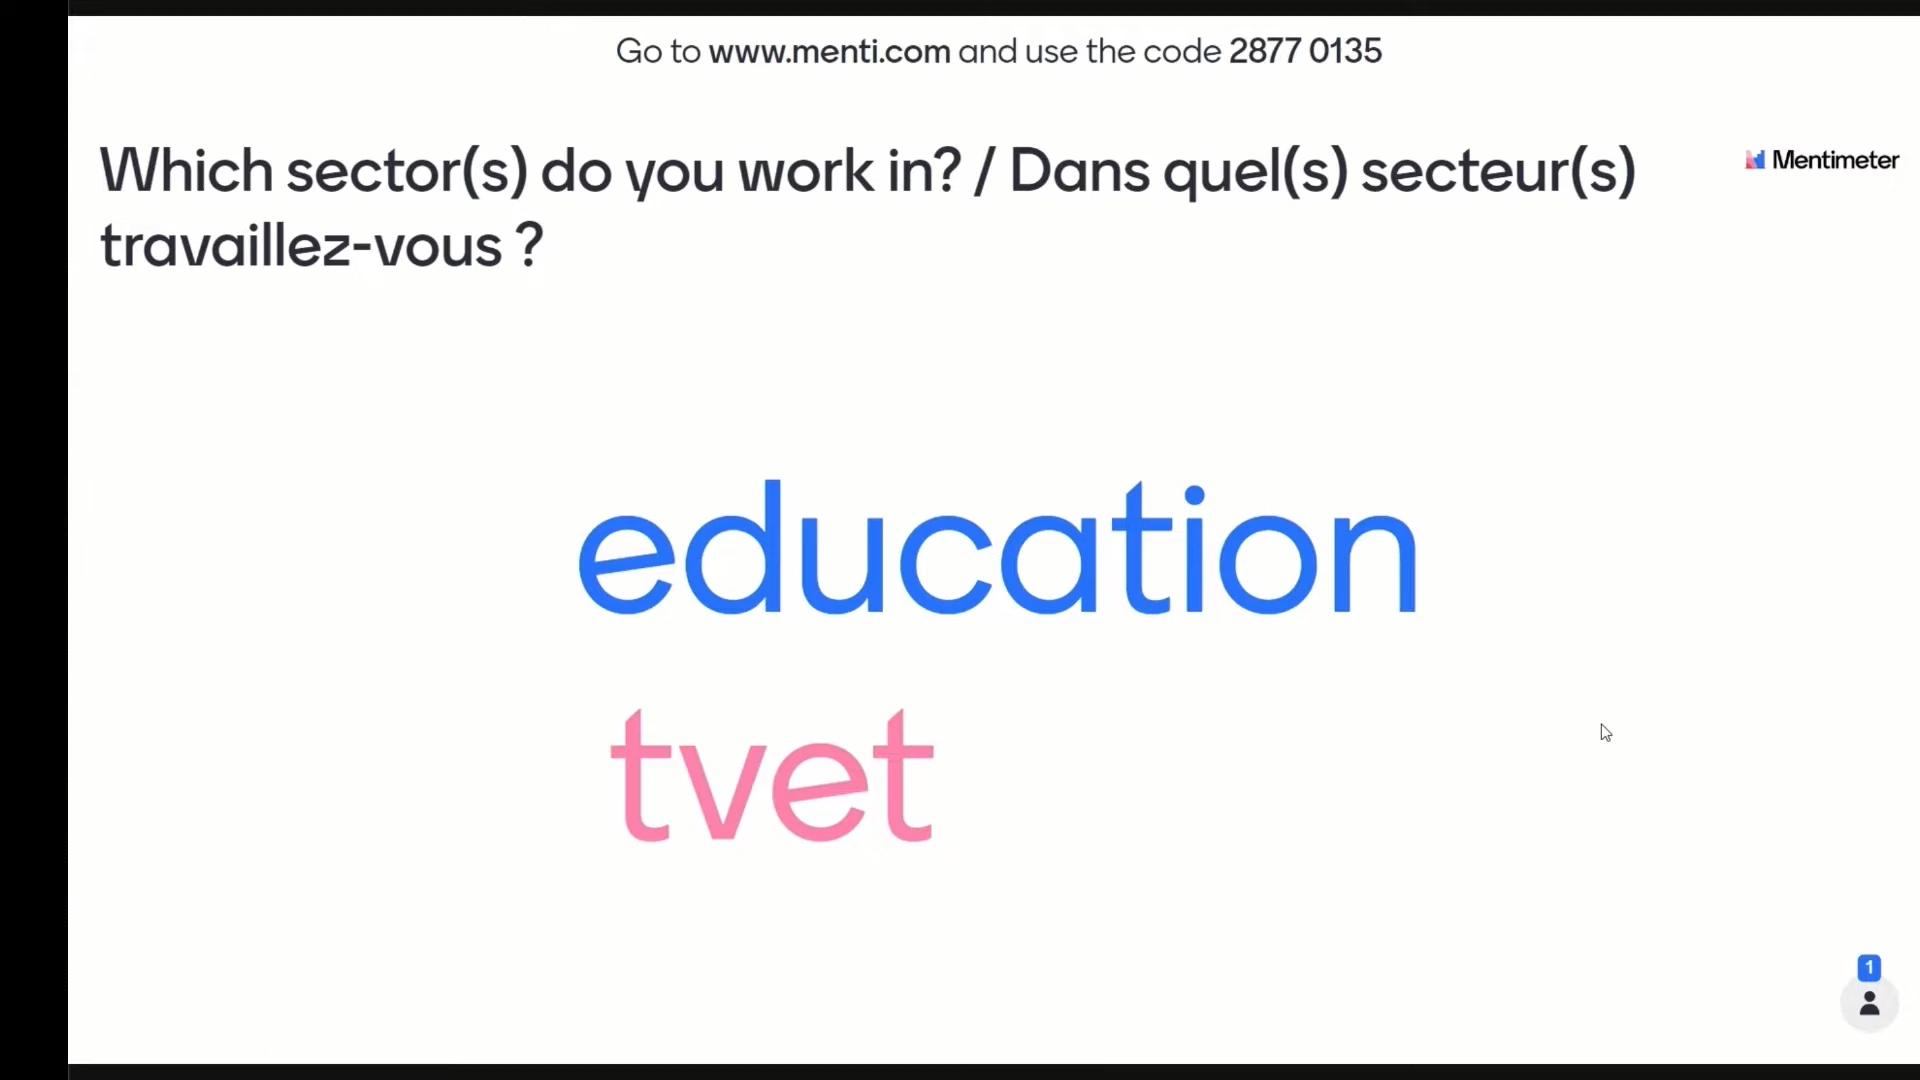 Go to www.menti.com and use the code 2877 0135
Which sector(s) do you work in? / Dans quel(s) secteur(s)
travaillez-vous ?
Mentimeter
education
tvet
1